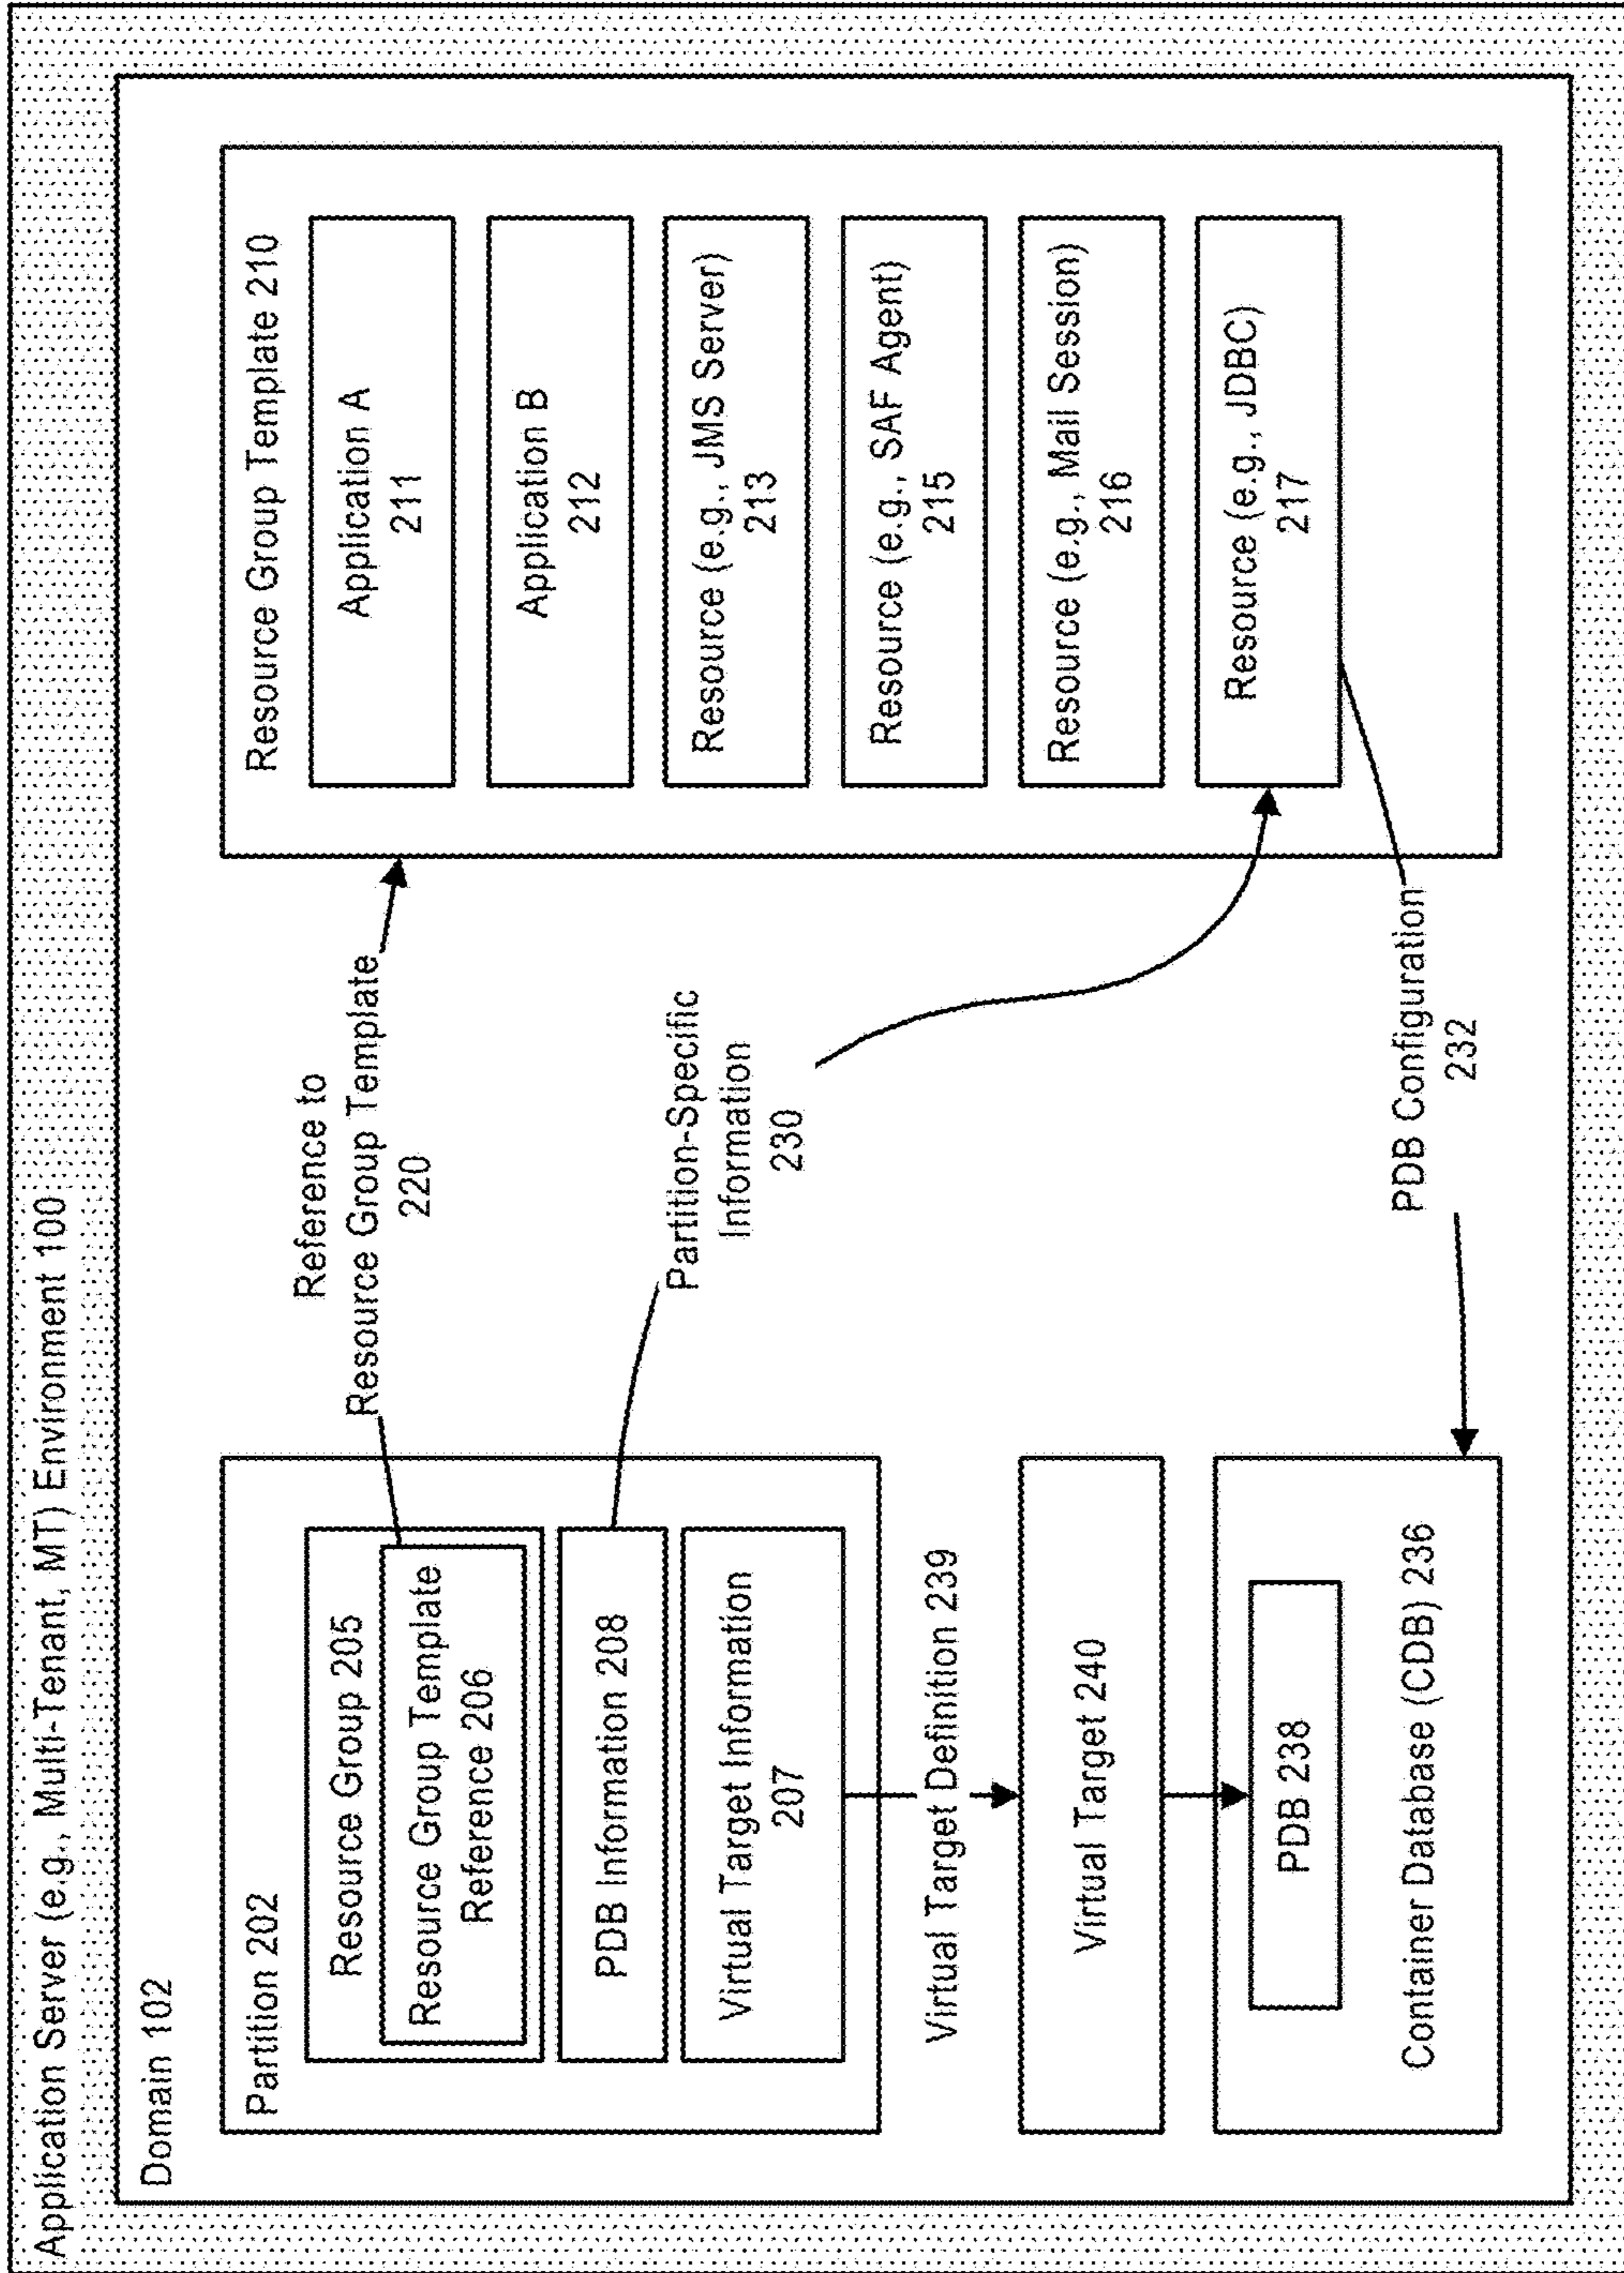 Application Server (e.g., Multi-Tenant, MT) Environment 100
Domain 102
Partition 202
Resource Group 205
Resource Group Template
Reference 206
PDB Information 208
Virtual Target Information
207
Virtual Target Definition 239
Virtual Target 240
PDB 238
Container Database (CDB) 236
Reference to
Resource Group Template
220
Partition-Specific
Information
230
PDB Configuration
232
Resource Group Template 210
Application A
211
Application B
212
Resource (e.g., JMS Server)
213
Resource (e.g., SAF Agent)
215
Resource (e.g., Mail Session)
216
Resource (e.g., JDBC)
217